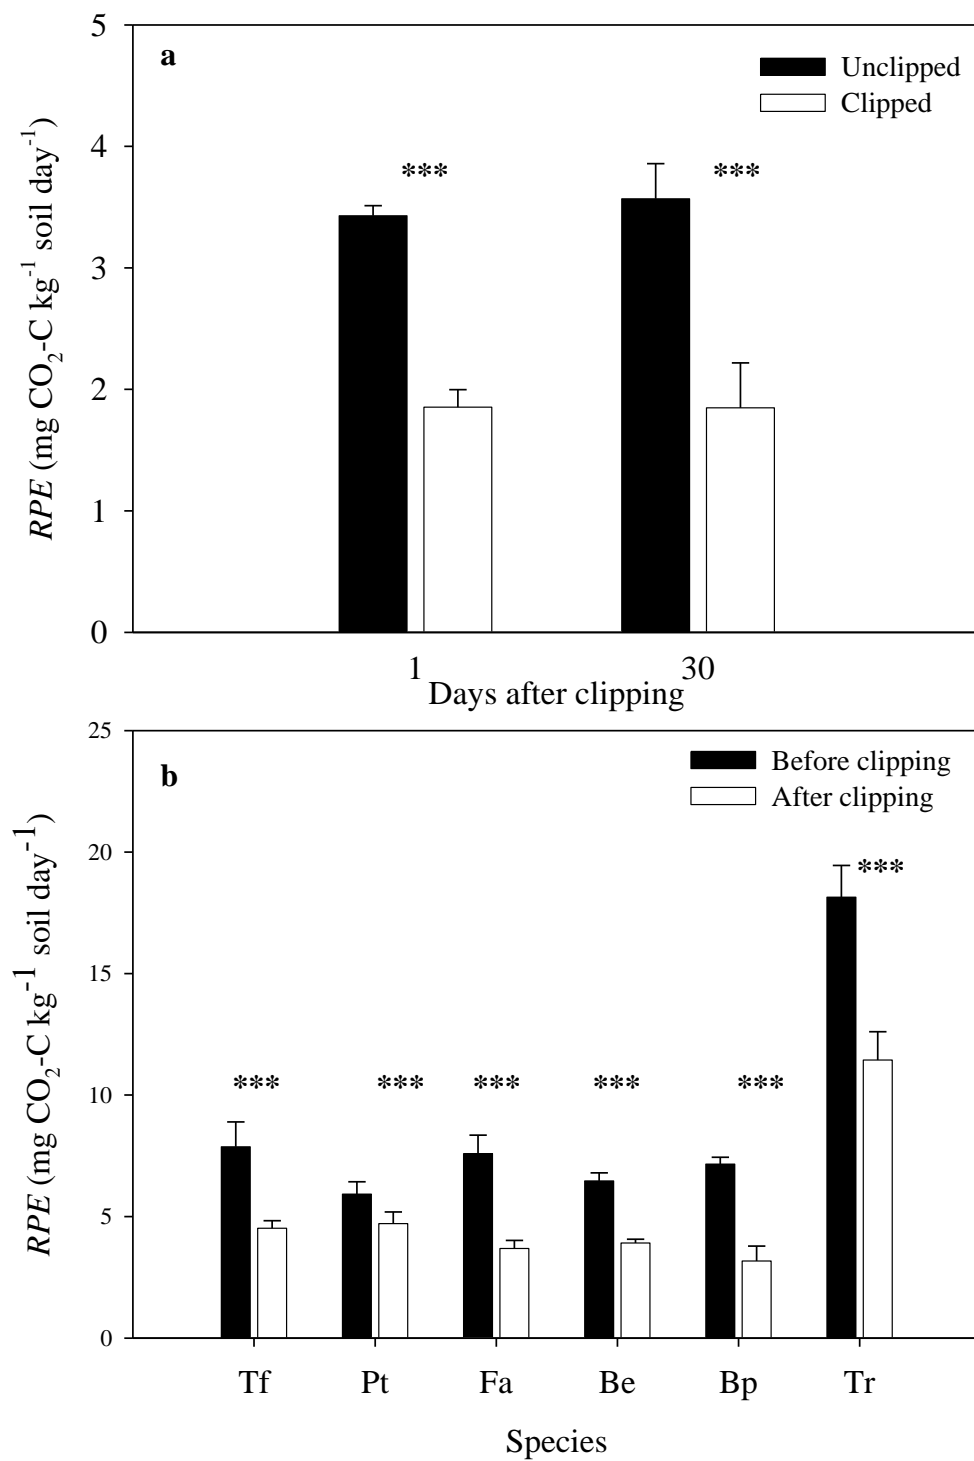 5
a
Unclipped
Clipped
4
***
***
3
2
1
0
RPE (mg CO₂-C kg⁻¹ soil day⁻¹)
1
30
Days after clipping
25
b
Before clipping
After clipping
20
***
15
10
***
***
***
***
***
5
0
RPE (mg CO₂-C kg⁻¹ soil day⁻¹)
Tf Pt Fa Be Bp Tr
Species